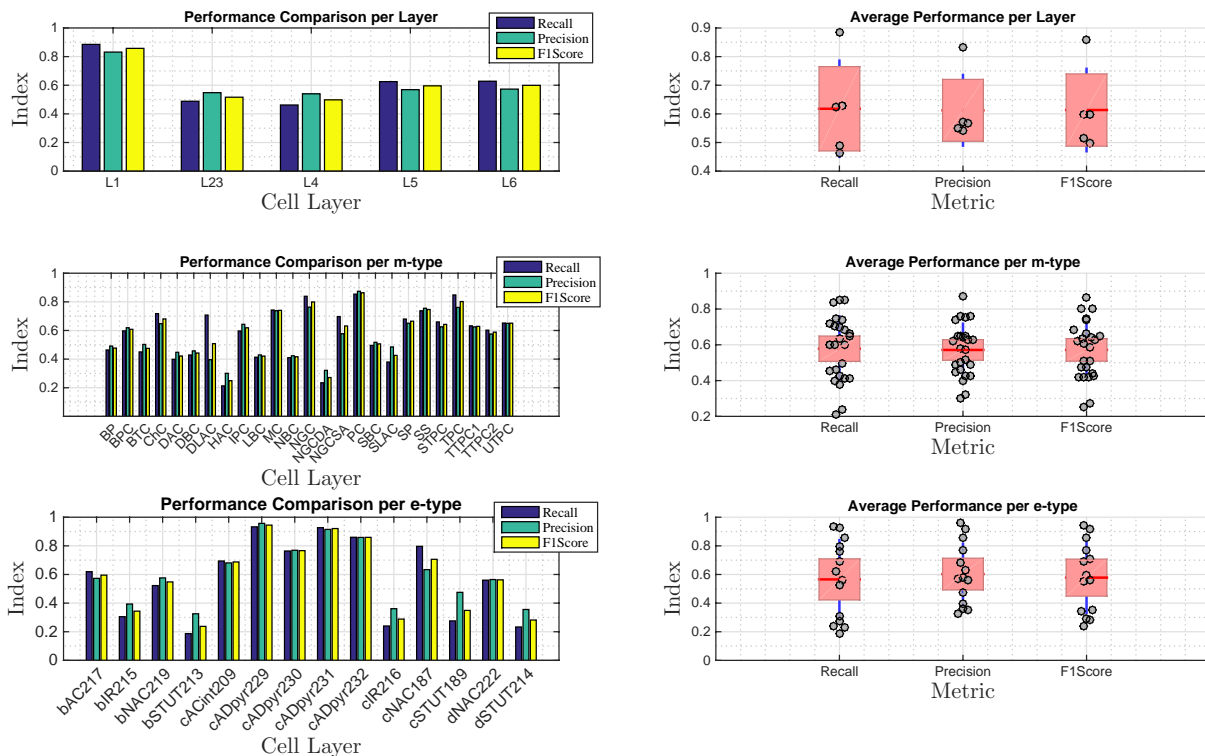 Performance Comparison per Layer
Recall
Precision
F1Score
Index
1
0.8
0.6
0.4
0.2
0
L1 L23 L4 L5 L6
Cell Layer
Average Performance per Layer
Index
0.9
0.8
0.7
0.6
0.5
0.4
Recall Precision F1Score
Metric
Performance Comparison per m-type
Recall
Precision
F1Score
Index
1
0.8
0.6
0.4
0.2
BP BPC BTC ChC DAC DBC DLAC HAC IPC LBC MC NBC NGC NGCDA NGCSA PC SBC SLAC SP SS STPC TPC TTPC1 TTPC2 UTPC
Cell Layer
Average Performance per m-type
Index
1
0.8
0.6
0.4
0.2
Recall Precision F1Score
Metric
Performance Comparison per e-type
Recall
Precision
F1Score
Index
1
0.8
0.6
0.4
0.2
0
bAC217 bIR215 bNAC219 bSTUT213 cACint209 cADpyr229 cADpyr230 cADpyr231 cADpyr232 cIR216 cNAC187 cSTUT189 dNAC222 dSTUT214
Cell Layer
Average Performance per e-type
Index
1
0.8
0.6
0.4
0.2
0
Recall Precision F1Score
Metric